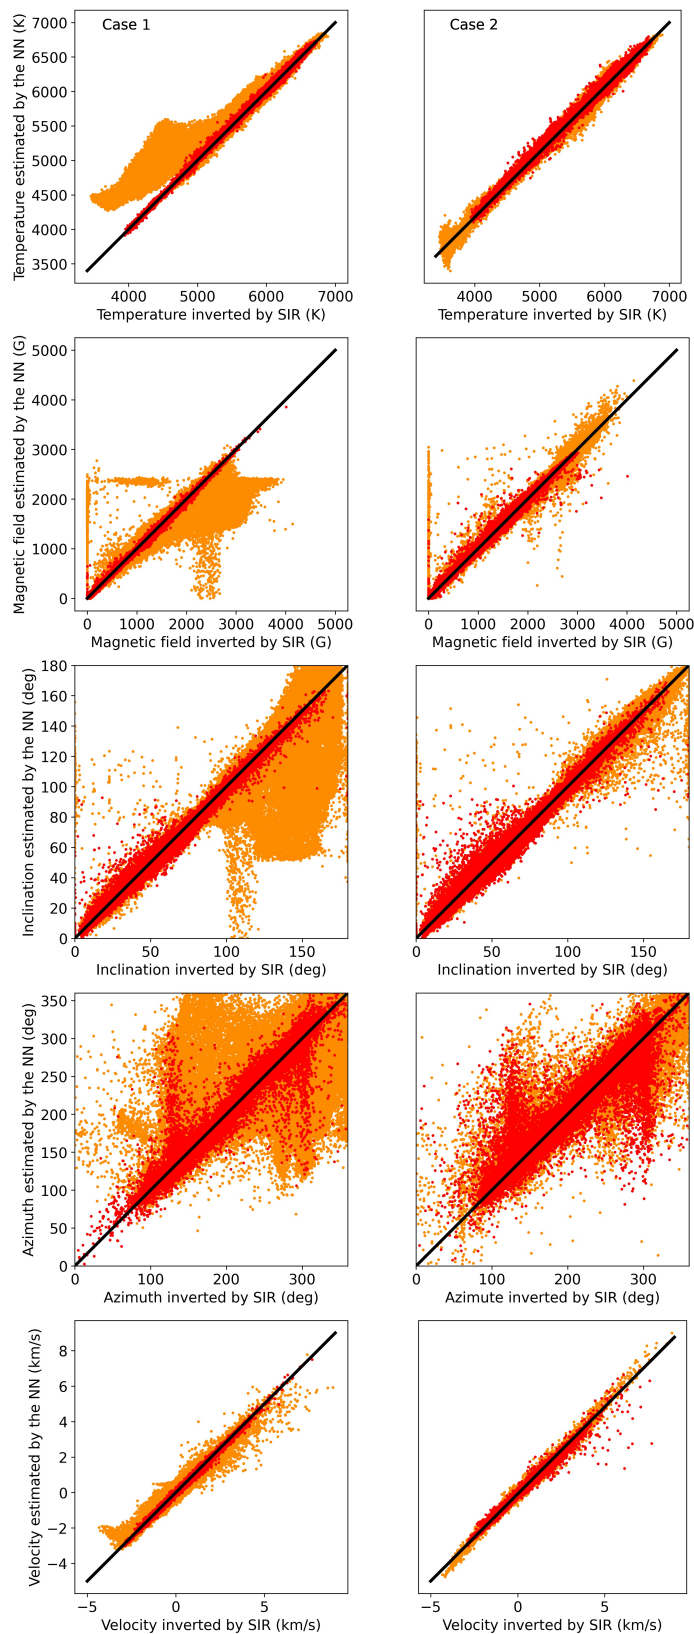 Case 1
Temperature estimated by the NN (K)
7000
6500
6000
5500
5000
4500
4000
3500
4000 5000 6000 7000
Temperature inverted by SIR (K)
Case 2
4000 5000 6000 7000
Temperature inverted by SIR (K)
Magnetic field estimated by the NN (G)
5000
4000
3000
2000
1000
0
0 1000 2000 3000 4000 5000
Magnetic field inverted by SIR (G)
0 1000 2000 3000 4000 5000
Magnetic field inverted by SIR (G)
Inclination estimated by the NN (deg)
180
160
140
120
100
80
60
40
20
0
0 50 100 150
Inclination inverted by SIR (deg)
0 50 100 150
Inclination inverted by SIR (deg)
Azimuth estimated by the NN (deg)
350
300
250
200
150
100
50
0
0 100 200 300
Azimuth inverted by SIR (deg)
0 100 200 300
Azimute inverted by SIR (deg)
Velocity estimated by the NN (km/s)
8
6
4
2
0
−2
−4
−5 0 5
Velocity inverted by SIR (km/s)
−5 0 5
Velocity inverted by SIR (km/s)